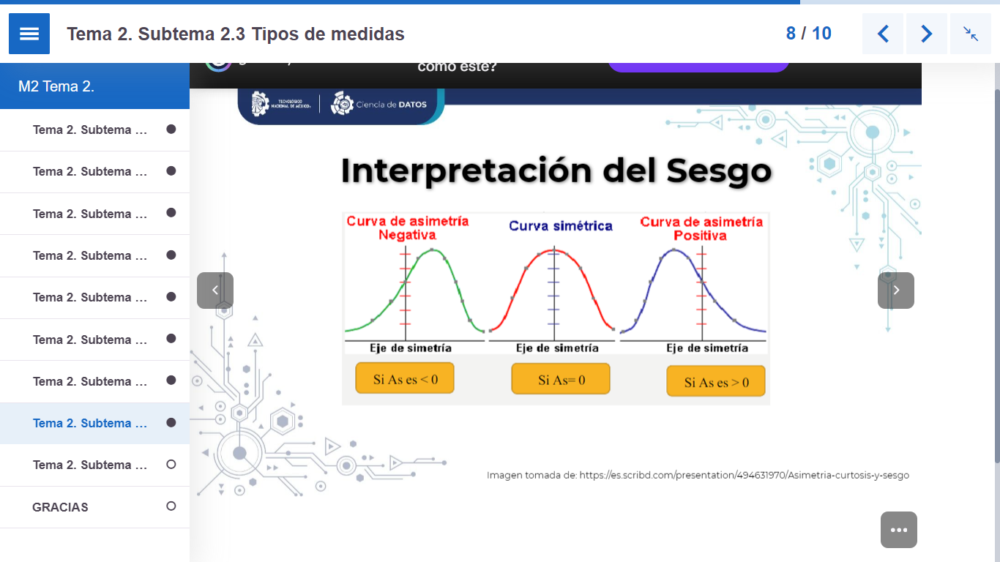 Tema 2. Subtema 2.3 Tipos de medidas
8 / 10
M2 Tema 2.
Tema 2. Subtema ...
Tema 2. Subtema ...
Tema 2. Subtema ...
Tema 2. Subtema ...
Tema 2. Subtema ...
Tema 2. Subtema ...
Tema 2. Subtema ...
Tema 2. Subtema ...
Tema 2. Subtema ...
GRACIAS
como este?
TECNOLÓGICO
NACIONAL DE MÉXICO
Ciencia de DATOS
Interpretación del Sesgo
Curva de asimetría
Negativa
Curva simétrica
Curva de asimetría
Positiva
Eje de simetría
Eje de simetría
Eje de simetría
Si As es < 0
Si As= 0
Si As es > 0
Imagen tomada de: https://es.scribd.com/presentation/494631970/Asimetria-curtosis-y-sesgo